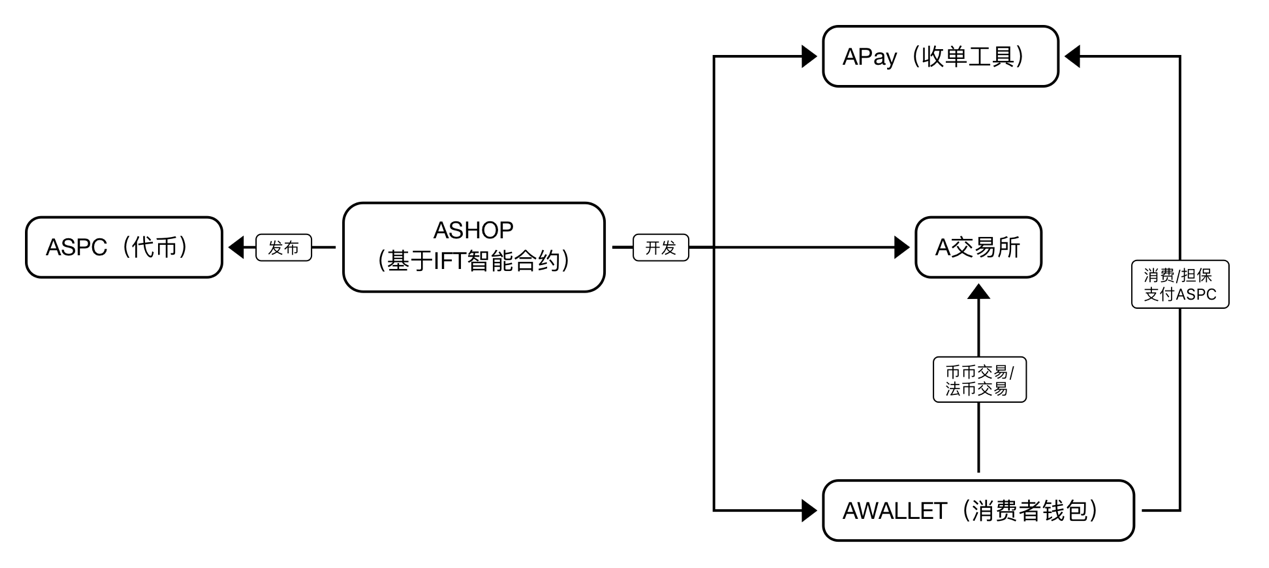 APay（收单工具）
ASPC（代币）
发布
ASHOP
（基于IFT智能合约）
开发
A交易所
消费/担保
支付ASPC
币币交易/
法币交易
AWALLET（消费者钱包）